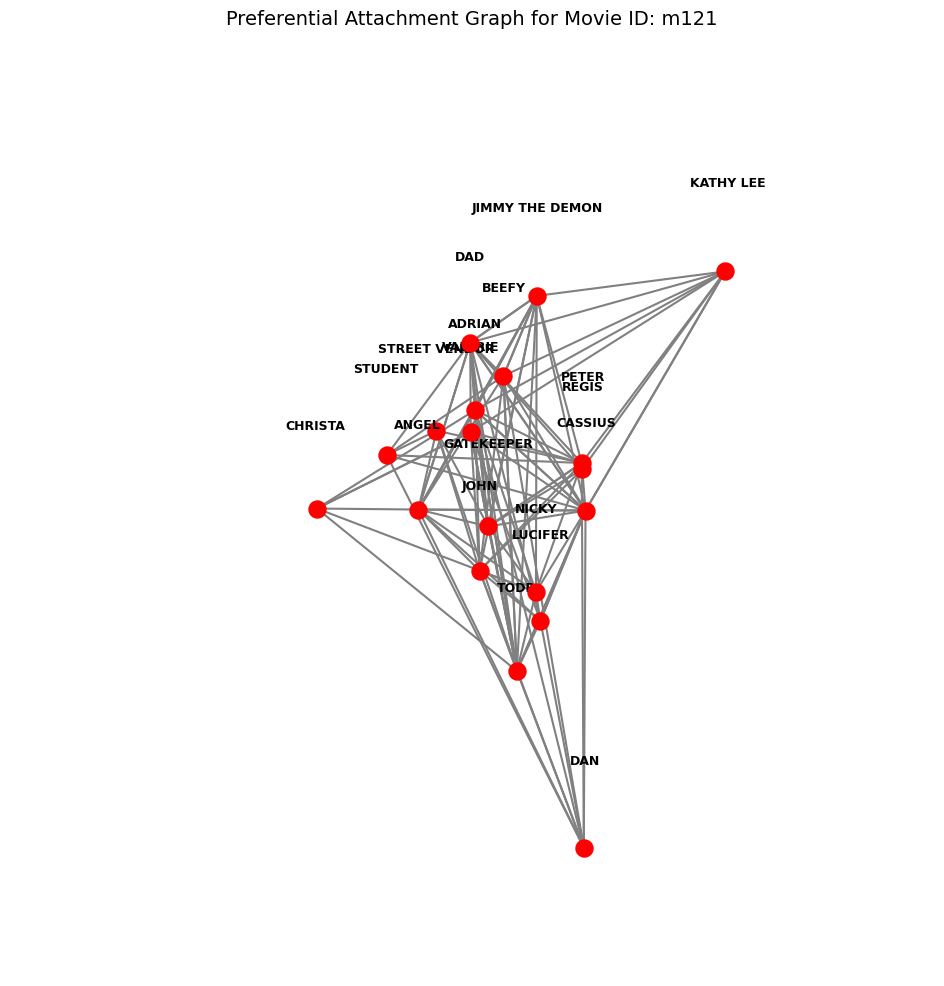 Preferential Attachment Graph for Movie ID: m121
KATHY LEE
JIMMY THE DEMON
DAD
BEEFY
ADRIAN
VALERIE
STREET VENDOR
STUDENT
PETER
REGIS
CASSIUS
CHRISTA
ANGEL
GATEKEEPER
JOHN
NICKY
LUCIFER
TODD
DAN